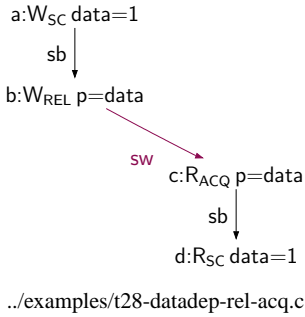 a:W_SC data=1
sb
b:W_REL p=data
sw
c:R_ACQ p=data
sb
d:R_SC data=1
../examples/t28-datadep-rel-acq.c